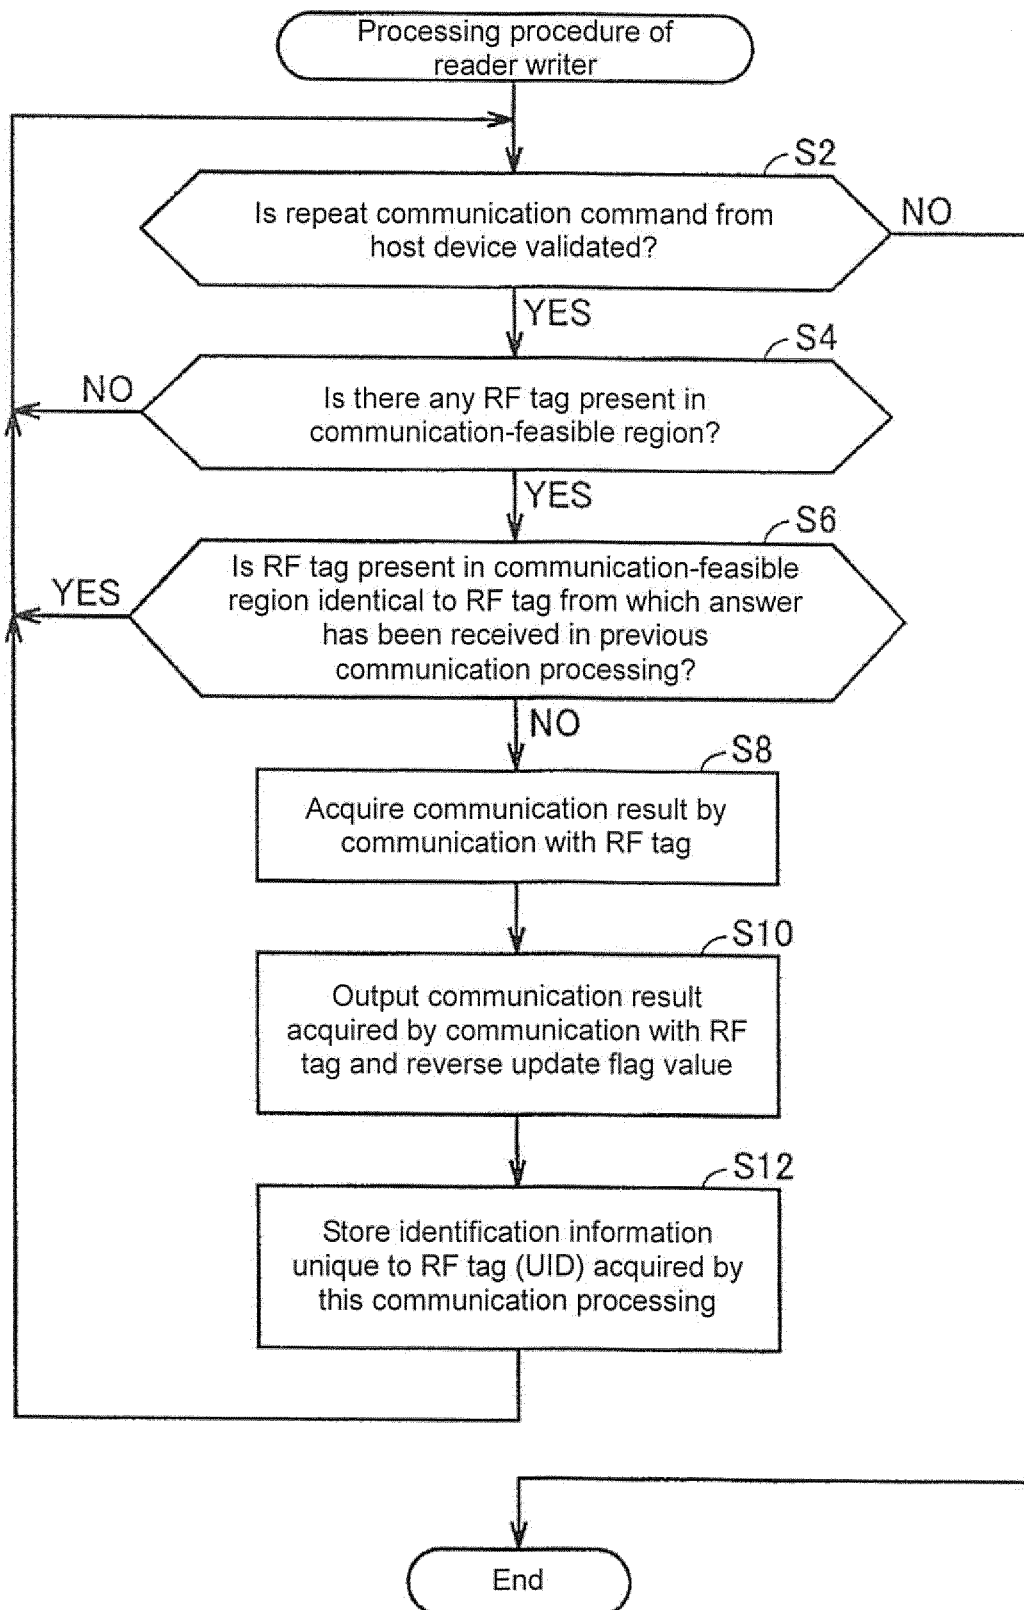 Processing procedure of
reader writer
S2
Is repeat communication command from
host device validated?
NO
YES
S4
Is there any RF tag present in
communication-feasible region?
NO
YES
S6
Is RF tag present in communication-feasible
region identical to RF tag from which answer
has been received in previous
communication processing?
YES
NO
S8
Acquire communication result by
communication with RF tag
S10
Output communication result
acquired by communication with RF
tag and reverse update flag value
S12
Store identification information
unique to RF tag (UID) acquired by
this communication processing
End